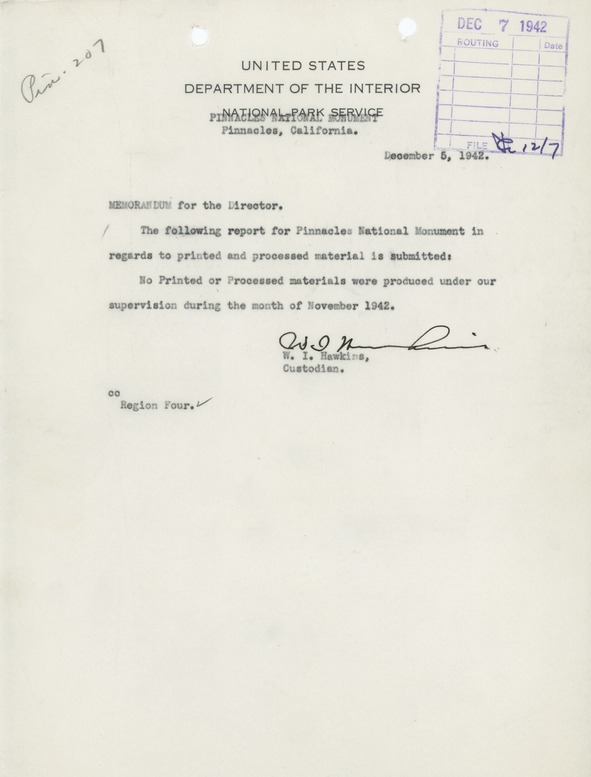 Pin. 207
DEC 7 1942
ROUTING Date
FILE 12/7
UNITED STATES
DEPARTMENT OF THE INTERIOR
NATIONAL PARK SERVICE
PINNACLES NATIONAL MONUMENT
Pinnacles, California.
December 5, 1942.
MEMORANDUM for the Director.
The following report for Pinnacles National Monument in
regards to printed and processed material is submitted:
No Printed or Processed materials were produced under our
supervision during the month of November 1942.
W. I. Hawkins,
Custodian.
cc
Region Four.